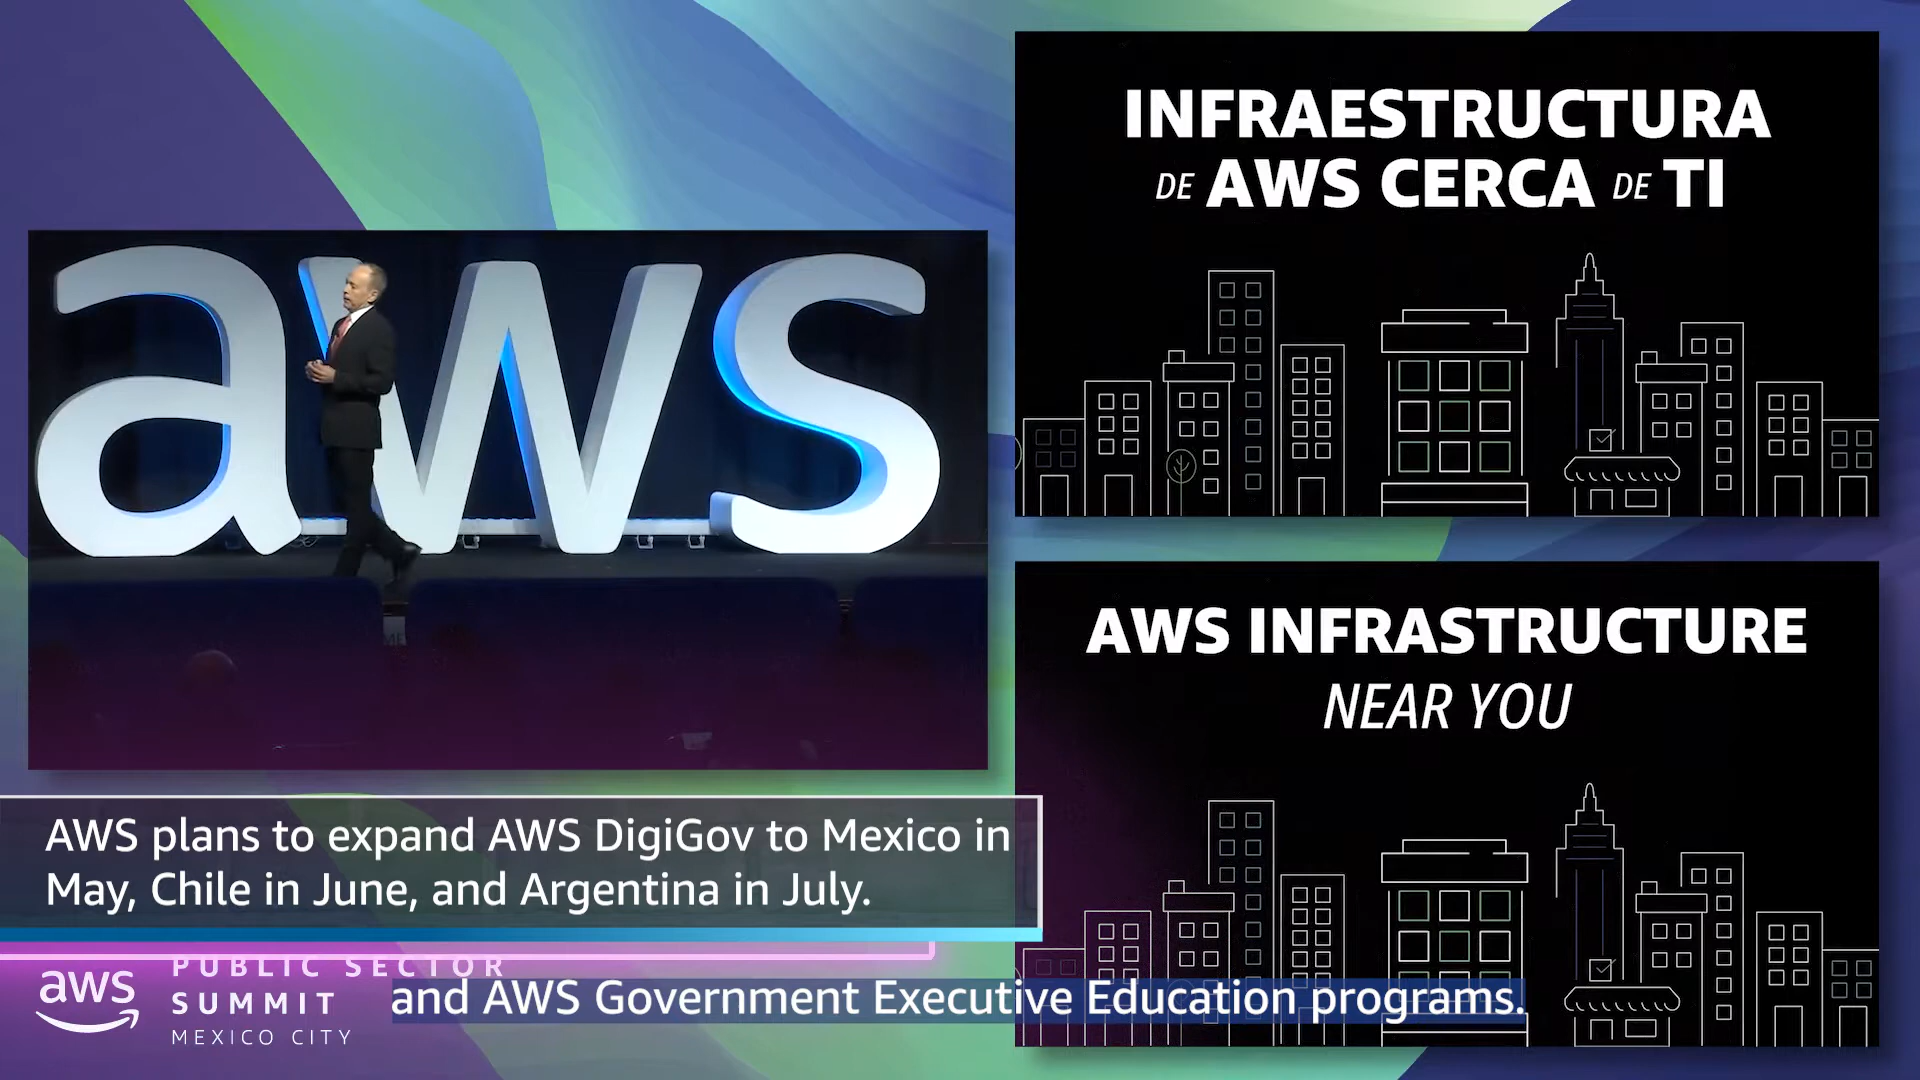 aws
INFRAESTRUCTURA
DE AWS CERCA DE TI
AWS INFRASTRUCTURE
NEAR YOU
AWS plans to expand AWS DigiGov to Mexico in
May, Chile in June, and Argentina in July.
aws
PUBLIC SECTOR
SUMMIT
MEXICO CITY
and AWS Government Executive Education programs.